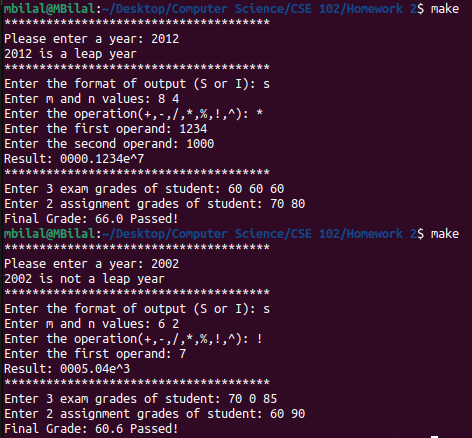 mbilal@MBilal:~/Desktop/Computer Science/CSE 102/Homework 2$ make
***************************************
Please enter a year: 2012
2012 is a leap year
***************************************
Enter the format of output (S or I): s
Enter m and n values: 8 4
Enter the operation(+,-,/,*,%,!,^): *
Enter the first operand: 1234
Enter the second operand: 1000
Result: 0000.1234e^7
***************************************
Enter 3 exam grades of student: 60 60 60
Enter 2 assignment grades of student: 70 80
Final Grade: 66.0 Passed!
mbilal@MBilal:~/Desktop/Computer Science/CSE 102/Homework 2$ make
***************************************
Please enter a year: 2002
2002 is not a leap year
***************************************
Enter the format of output (S or I): s
Enter m and n values: 6 2
Enter the operation(+,-,/,*,%,!,^): !
Enter the first operand: 7
Result: 0005.04e^3
***************************************
Enter 3 exam grades of student: 70 0 85
Enter 2 assignment grades of student: 60 90
Final Grade: 60.6 Passed!